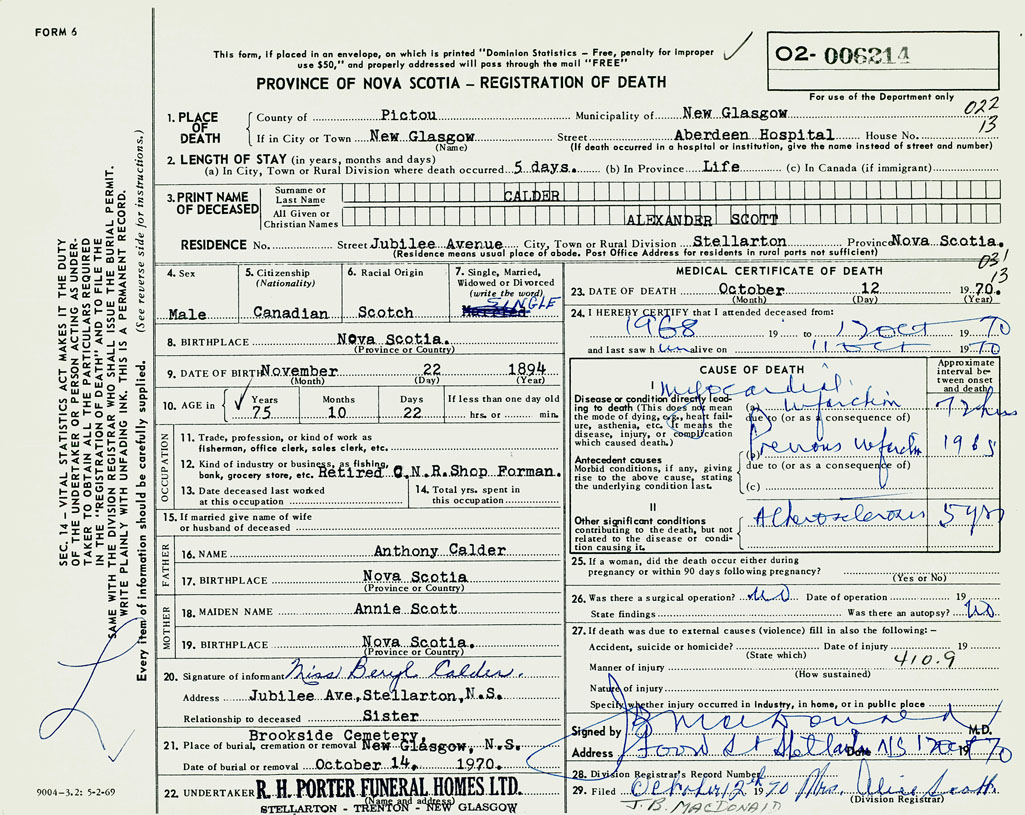 FORM 6
This form, if placed in an envelope, on which is printed "Dominion Statistics – Free, penalty for improper
use $50," and properly addressed will pass through the mail "FREE"
PROVINCE OF NOVA SCOTIA – REGISTRATION OF DEATH
02- 006214
For use of the Department only
022
13
SEC. 14 – VITAL STATISTICS ACT MAKES IT THE DUTY
OF THE UNDERTAKER OR PERSON ACTING AS UNDER-
TAKER TO OBTAIN ALL THE PARTICULARS REQUIRED
IN THE "REGISTRATION OF DEATH" AND TO FILE THE
SAME WITH THE DIVISION REGISTRAR WHO SHALL ISSUE THE BURIAL PERMIT.
WRITE PLAINLY WITH UNFADING INK. THIS IS A PERMANENT RECORD.
Every item of information should be carefully supplied. (See reverse side for instructions.)
1. PLACE OF DEATH
County of Pictou Municipality of New Glasgow
If in City or Town New Glasgow Street Aberdeen Hospital House No.
(Name) (If death occurred in a hospital or institution, give the name instead of street and number)
2. LENGTH OF STAY (in years, months and days)
(a) In City, Town or Rural Division where death occurred 5 days. (b) In Province Life (c) In Canada (if immigrant)
3. PRINT NAME OF DECEASED
Surname or Last Name CALDER
All Given or Christian Names ALEXANDER SCOTT
RESIDENCE No. Street Jubilee Avenue City, Town or Rural Division Stellarton Province Nova Scotia.
(Residence means usual place of abode. Post Office Address for residents in rural parts not sufficient)
031
13
4. Sex
Male
5. Citizenship
(Nationality)
Canadian
6. Racial Origin
Scotch
7. Single, Married,
Widowed or Divorced
(write the word)
SINGLE
Married
8. BIRTHPLACE Nova Scotia.
(Province or Country)
9. DATE OF BIRTH November 22 1894
(Month) (Day) (Year)
10. AGE in Years 75 Months 10 Days 22 If less than one day old
hrs. or min.
OCCUPATION
11. Trade, profession, or kind of work as
fisherman, office clerk, sales clerk, etc.
12. Kind of industry or business, as fishing,
bank, grocery store, etc. Retired C.N.R.Shop Forman.
13. Date deceased last worked
at this occupation
14. Total yrs. spent in
this occupation
15. If married give name of wife
or husband of deceased
FATHER
16. NAME Anthony Calder
17. BIRTHPLACE Nova Scotia
(Province or Country)
MOTHER
18. MAIDEN NAME Annie Scott
19. BIRTHPLACE Nova Scotia.
(Province or Country)
20. Signature of informant Miss Beryl Calder.
Address Jubilee Ave,Stellarton,N.S.
Relationship to deceased Sister
Brookside Cemetery,
21. Place of burial, cremation or removal New Glasgow, N.S.
Date of burial or removal October 14, 1970.
22. UNDERTAKER R. H. PORTER FUNERAL HOMES LTD.
(Name and address)
STELLARTON - TRENTON - NEW GLASGOW
9004-3.2: 5-2-69
MEDICAL CERTIFICATE OF DEATH
23. DATE OF DEATH October 12 1970.
(Month) (Day) (Year)
24. I HEREBY CERTIFY that I attended deceased from:
1968 19 to 12 Oct 1970
and last saw him alive on 11 Oct 1970
CAUSE OF DEATH
Approximate
interval be-
tween onset
and death
I
Disease or condition directly lead-
ing to death (This does not mean
the mode of dying, e.g., heart fail-
ure, asthenia, etc. It means the
disease, injury, or complication
which caused death.)
myocardial
(a) Infarction 72 hrs
due to (or as a consequence of)
Antecedent causes
Morbid conditions, if any, giving
rise to the above cause, stating
the underlying condition last.
(b) Previous infarction 1965
due to (or as a consequence of)
(c)
II
Other significant conditions
contributing to the death, but not
related to the disease or condi-
tion causing it.
Atherosclerosis 5 yrs
25. If a woman, did the death occur either during
pregnancy or within 90 days following pregnancy?
(Yes or No)
26. Was there a surgical operation? NO Date of operation 19
State findings Was there an autopsy? NO
27. If death was due to external causes (violence) fill in also the following: –
Accident, suicide or homicide? Date of injury 19
(State which)
410.9
Manner of injury
(How sustained)
Nature of injury
Specify whether injury occurred in industry, in home, or in public place
Signed by J B MacDonald M.D.
Address Foord St Stellarton NS Date 12 Oct 1970
28. Division Registrar's Record Number
29. Filed October 12th 1970 Mrs. Alice Scott
(Division Registrar)
J. B. MACDONALD